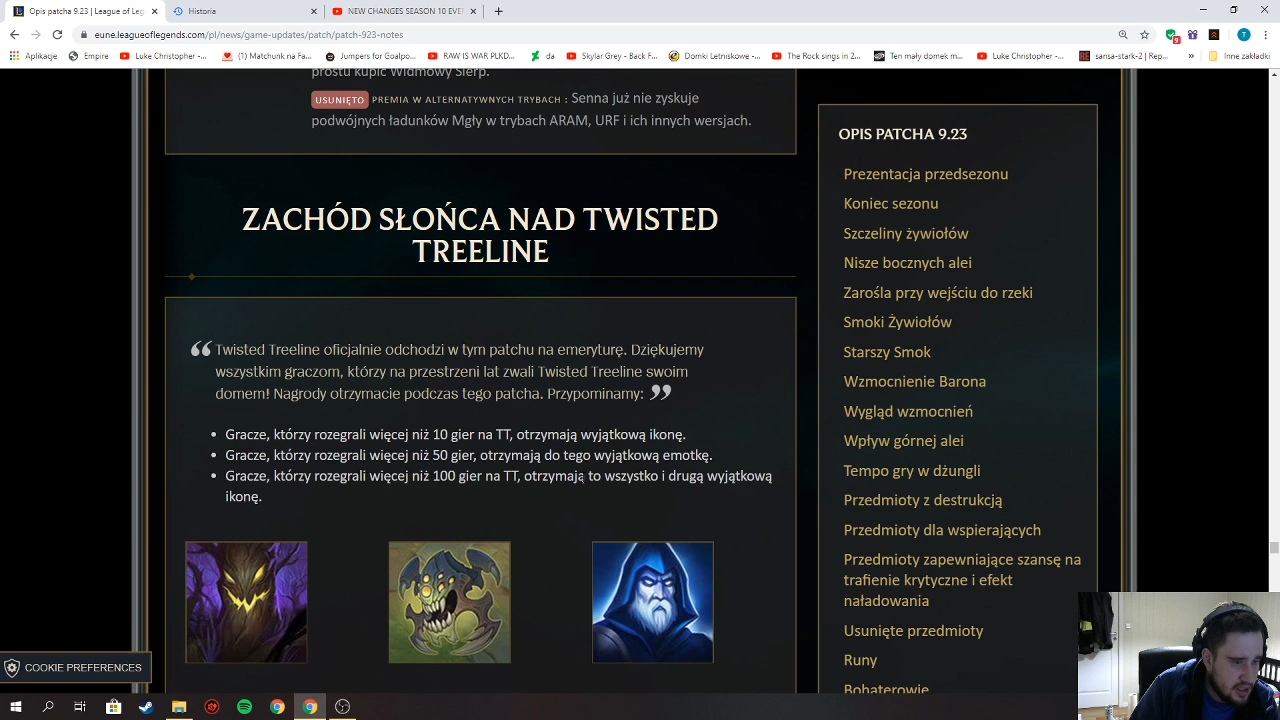 Opis patcha 9.23 | League of Leg
Historia
NEW CHANGES SEASON 10 EVE
eune.leagueoflegends.com/pl/news/game-updates/patch/patch-923-notes
T
9
Aplikacje
Empire
Luke Christopher -...
Matchunk na Hand...
Jumpers for Goalpo...
RAW IS WAR PLKD...
da
Skylar Grey - Back F...
Domki Letniskowe -...
The Rock sings in 2...
Ten mały domek m...
Luke Christopher -...
sansa-stark-2 | Rep...
»
Inne zakładki
prostu kupić Widmowy Sierp.
USUNIĘTO PREMIA W ALTERNATYWNYCH TRYBACH : Senna już nie zyskuje
podwójnych ładunków Mgły w trybach ARAM, URF i ich innych wersjach.
ZACHÓD SŁOŃCA NAD TWISTED
TREELINE
Twisted Treeline oficjalnie odchodzi w tym patchu na emeryturę. Dziękujemy
wszystkim graczom, którzy na przestrzeni lat zwali Twisted Treeline swoim
domem! Nagrody otrzymacie podczas tego patcha. Przypominamy:
Gracze, którzy rozegrali więcej niż 10 gier na TT, otrzymają wyjątkową ikonę.
Gracze, którzy rozegrali więcej niż 50 gier, otrzymają do tego wyjątkową emotkę.
Gracze, którzy rozegrali więcej niż 100 gier na TT, otrzymają to wszystko i drugą wyjątkową
ikonę.
OPIS PATCHA 9.23
Prezentacja przedsezonu
Koniec sezonu
Szczeliny żywiołów
Nisze bocznych alei
Zarośla przy wejściu do rzeki
Smoki Żywiołów
Starszy Smok
Wzmocnienie Barona
Wygląd wzmocnień
Wpływ górnej alei
Tempo gry w dżungli
Przedmioty z destrukcją
Przedmioty dla wspierających
Przedmioty zapewniające szansę na
trafienie krytyczne i efekt
naładowania
Usunięte przedmioty
Runy
Bohaterowie
COOKIE PREFERENCES